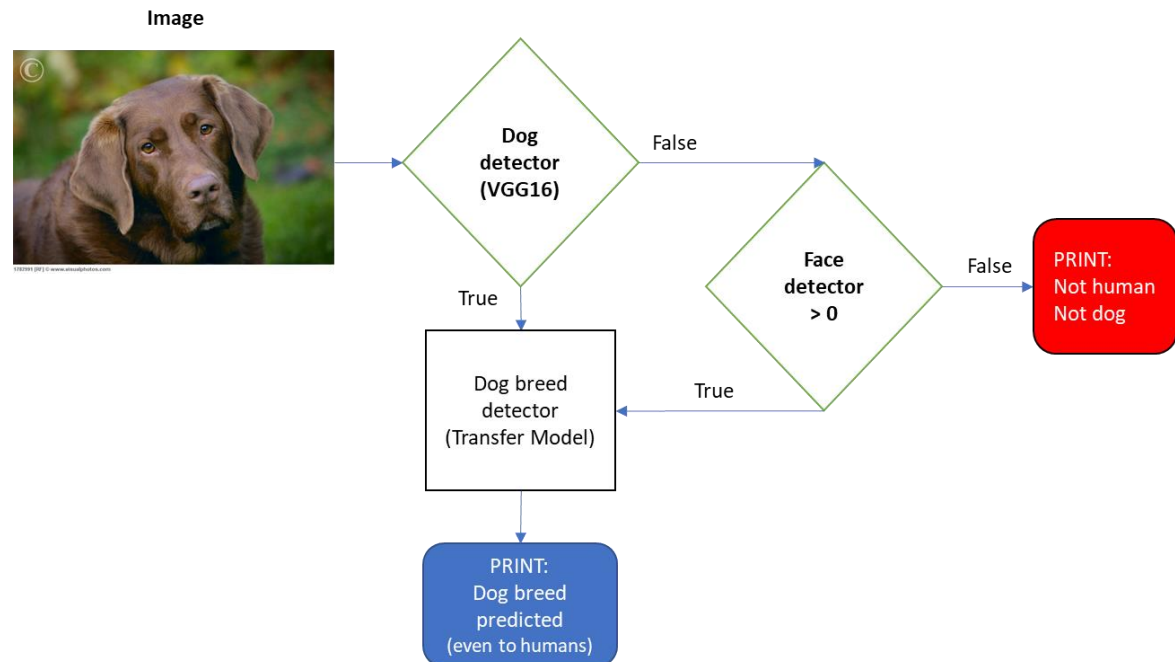 Image
©
Dog
detector
(VGG16)
False
True
Face
detector
> 0
False
True
PRINT:
Not human
Not dog
Dog breed
detector
(Transfer Model)
PRINT:
Dog breed
predicted
(even to humans)